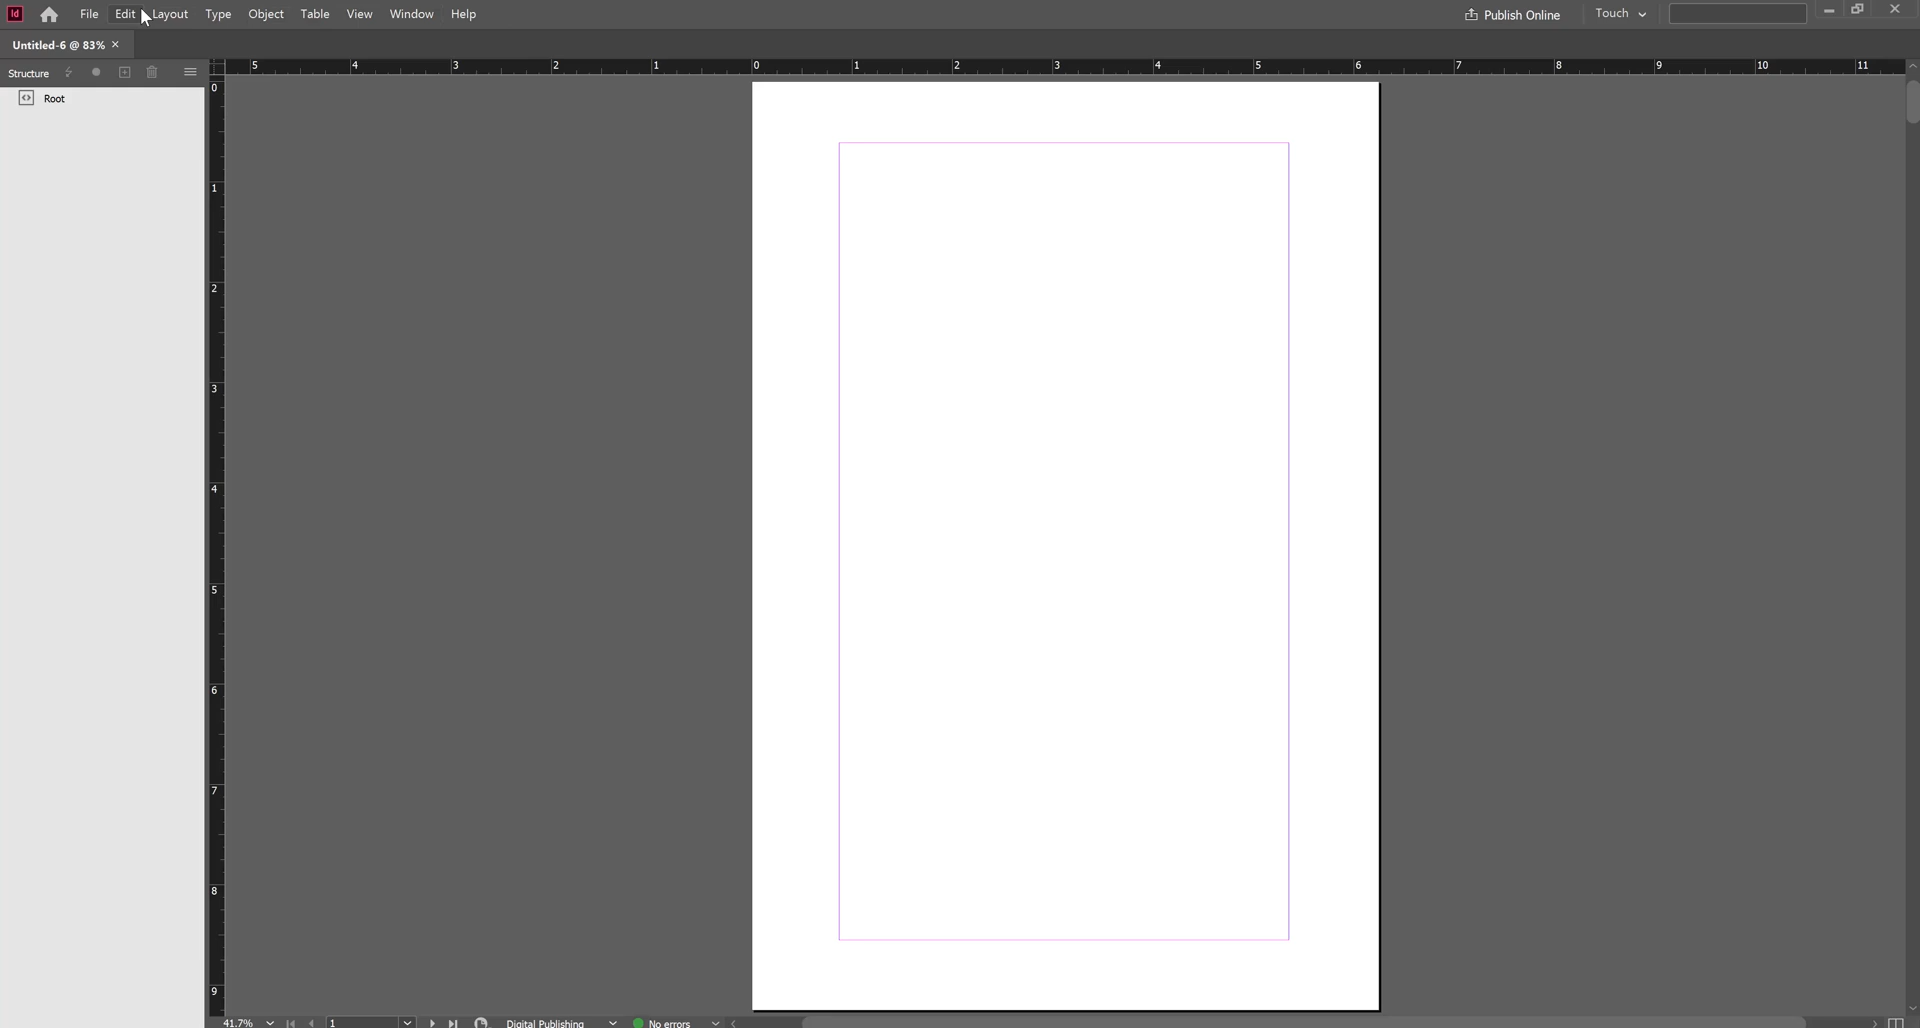 Id File Edit Layout Type Object Table View Window Help Publish Online Touch
Untitled-6 @ 83% ×
Structure
Root
5 4 3 2 1 0 1 2 3 4 5 6 7 8 9 10 11
0
1
2
3
4
5
6
7
8
9
41.7% 1 Digital Publishing No errors